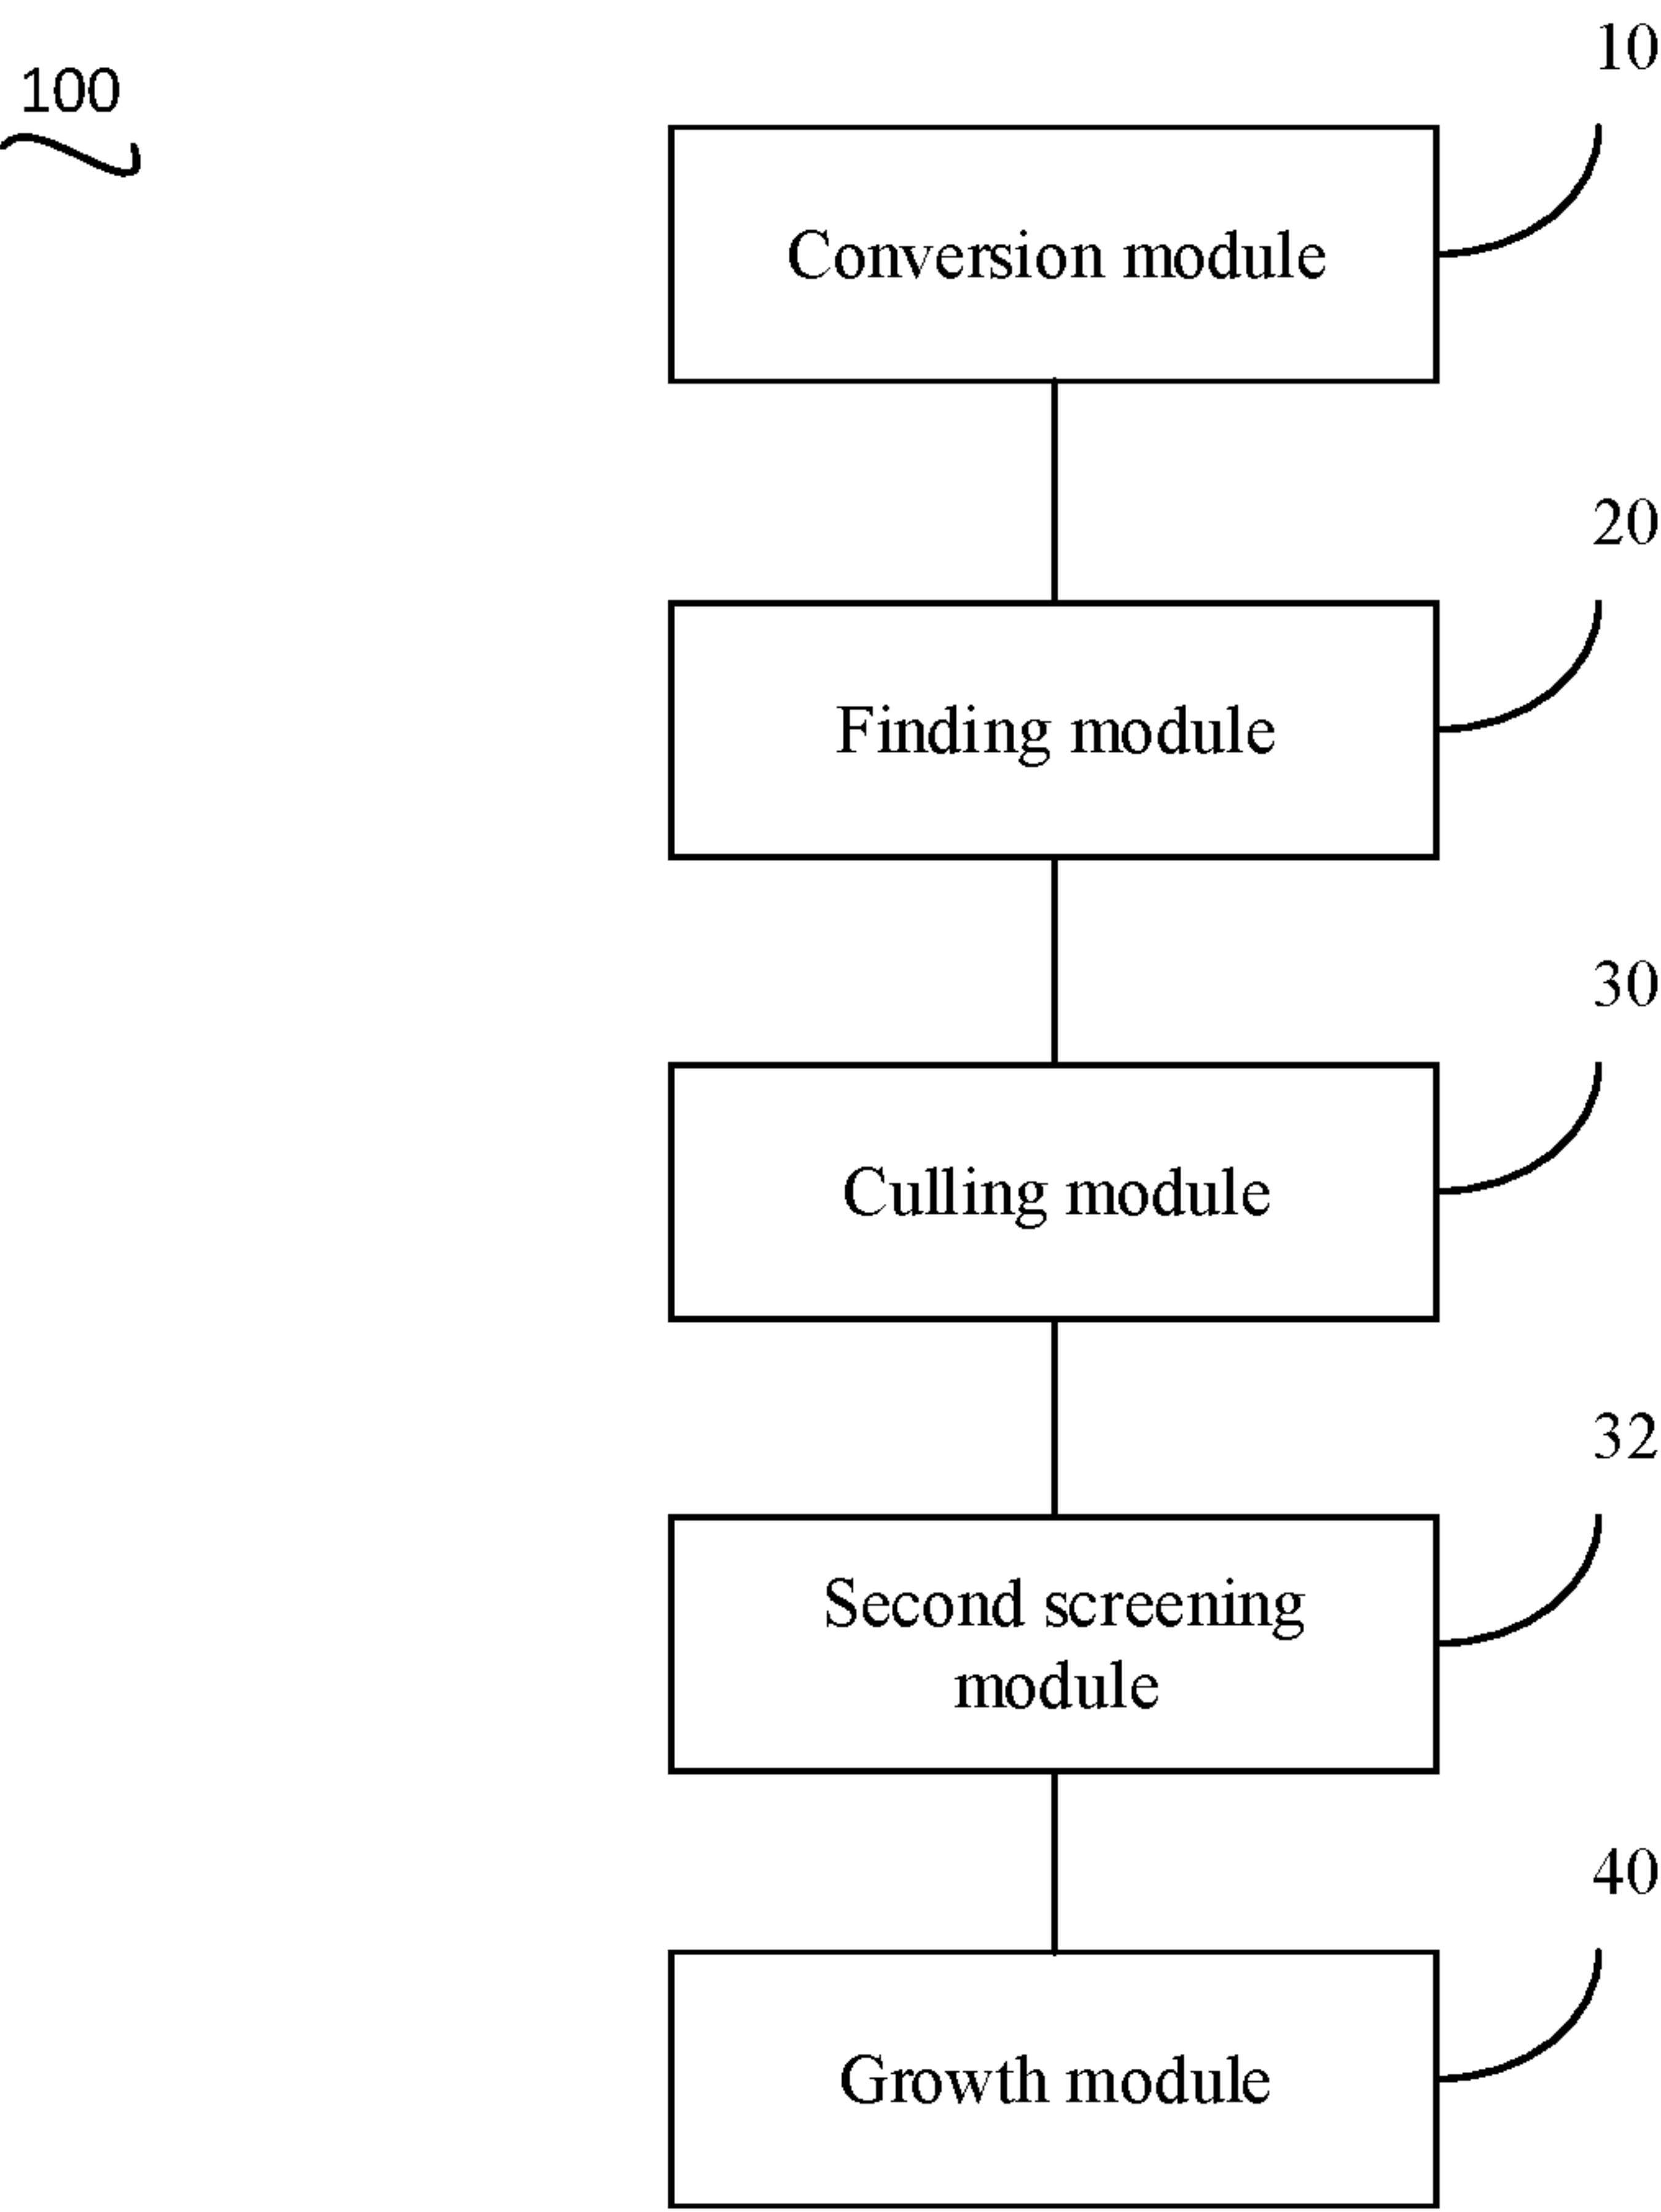 10
100
Conversion module
20
Finding module
30
Culling module
32
Second screening
module
40
Growth module